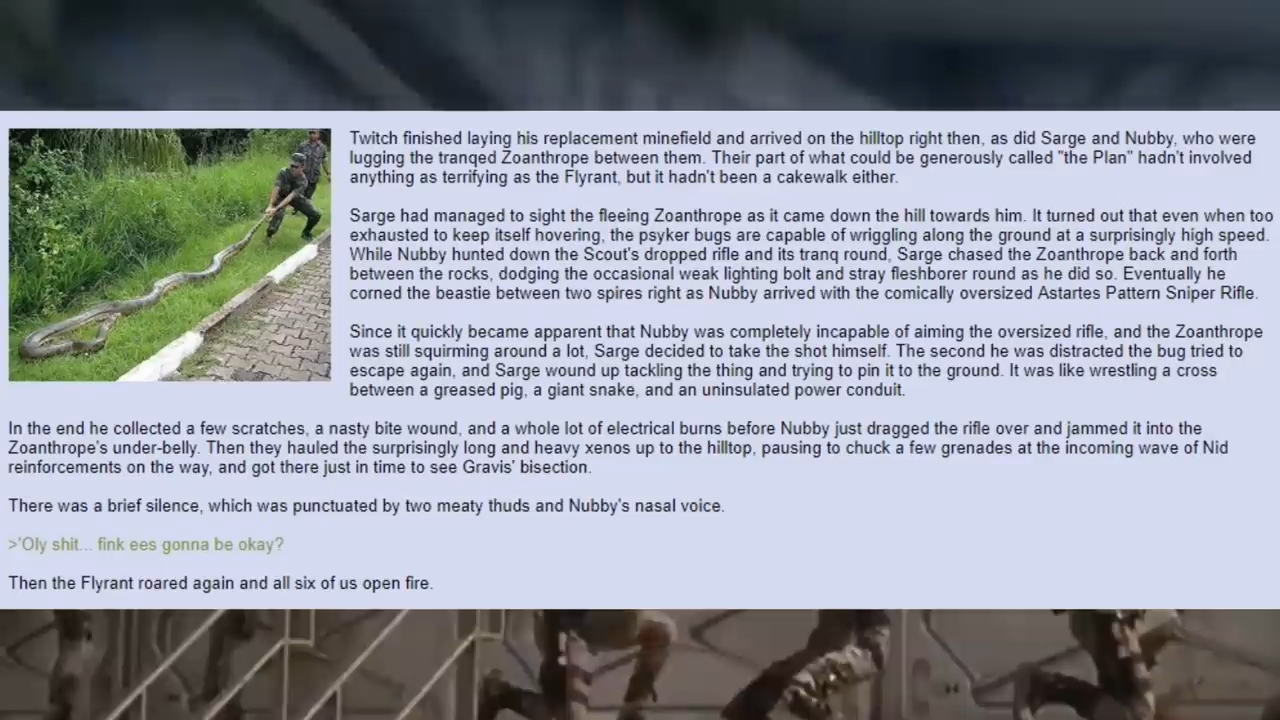 Twitch finished laying his replacement minefield and arrived on the hilltop right then, as did Sarge and Nubby, who were
lugging the tranqed Zoanthrope between them. Their part of what could be generously called "the Plan" hadn't involved
anything as terrifying as the Flyrant, but it hadn't been a cakewalk either.
Sarge had managed to sight the fleeing Zoanthrope as it came down the hill towards him. It turned out that even when too
exhausted to keep itself hovering, the psyker bugs are capable of wriggling along the ground at a surprisingly high speed.
While Nubby hunted down the Scout's dropped rifle and its tranq round, Sarge chased the Zoanthrope back and forth
between the rocks, dodging the occasional weak lighting bolt and stray fleshborer round as he did so. Eventually he
corned the beastie between two spires right as Nubby arrived with the comically oversized Astartes Pattern Sniper Rifle.
Since it quickly became apparent that Nubby was completely incapable of aiming the oversized rifle, and the Zoanthrope
was still squirming around a lot, Sarge decided to take the shot himself. The second he was distracted the bug tried to
escape again, and Sarge wound up tackling the thing and trying to pin it to the ground. It was like wrestling a cross
between a greased pig, a giant snake, and an uninsulated power conduit.
In the end he collected a few scratches, a nasty bite wound, and a whole lot of electrical burns before Nubby just dragged the rifle over and jammed it into the
Zoanthrope's under-belly. Then they hauled the surprisingly long and heavy xenos up to the hilltop, pausing to chuck a few grenades at the incoming wave of Nid
reinforcements on the way, and got there just in time to see Gravis' bisection.
There was a brief silence, which was punctuated by two meaty thuds and Nubby's nasal voice.
>'Oly shit... fink ees gonna be okay?
Then the Flyrant roared again and all six of us open fire.